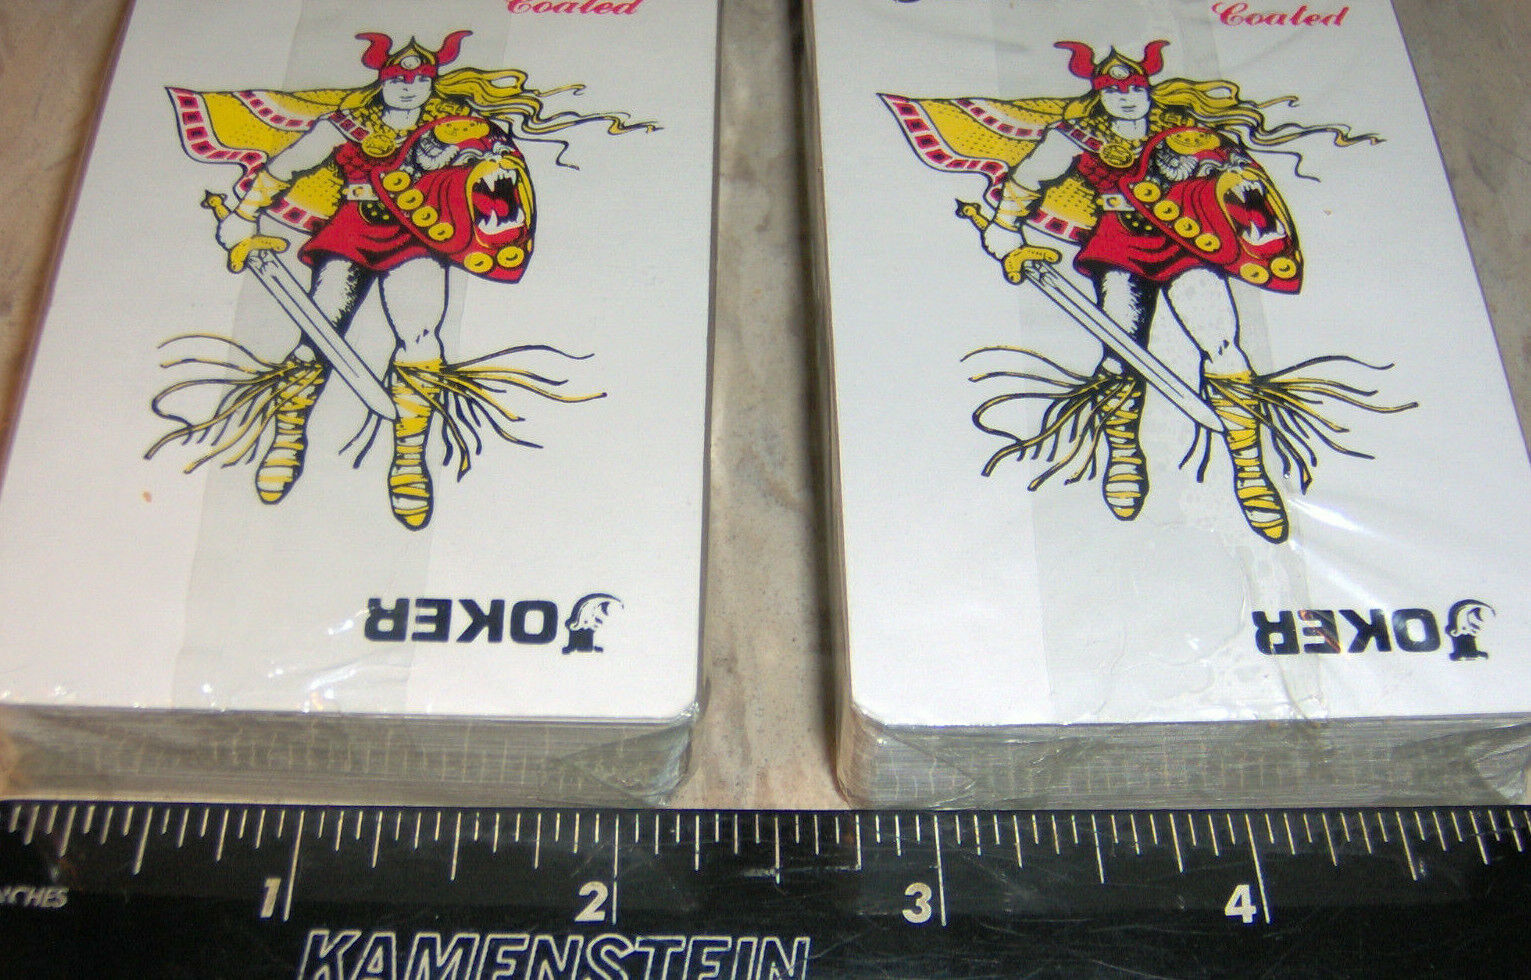 Coated
Coated
JOKER
JOKER
1 2 3 4
INCHES
KAMENSTEIN